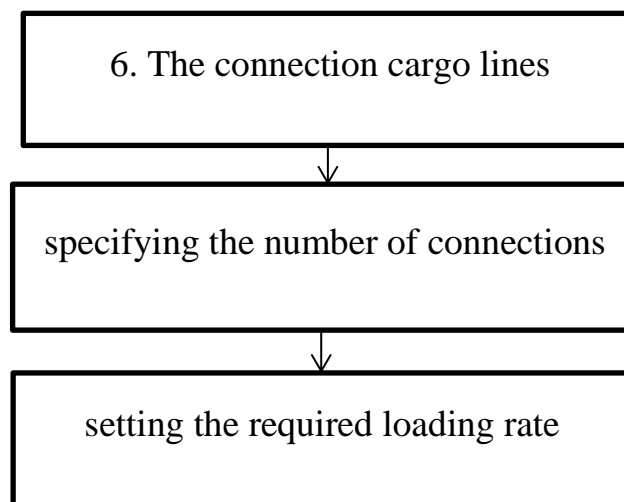 6. The connection cargo lines
specifying the number of connections
setting the required loading rate